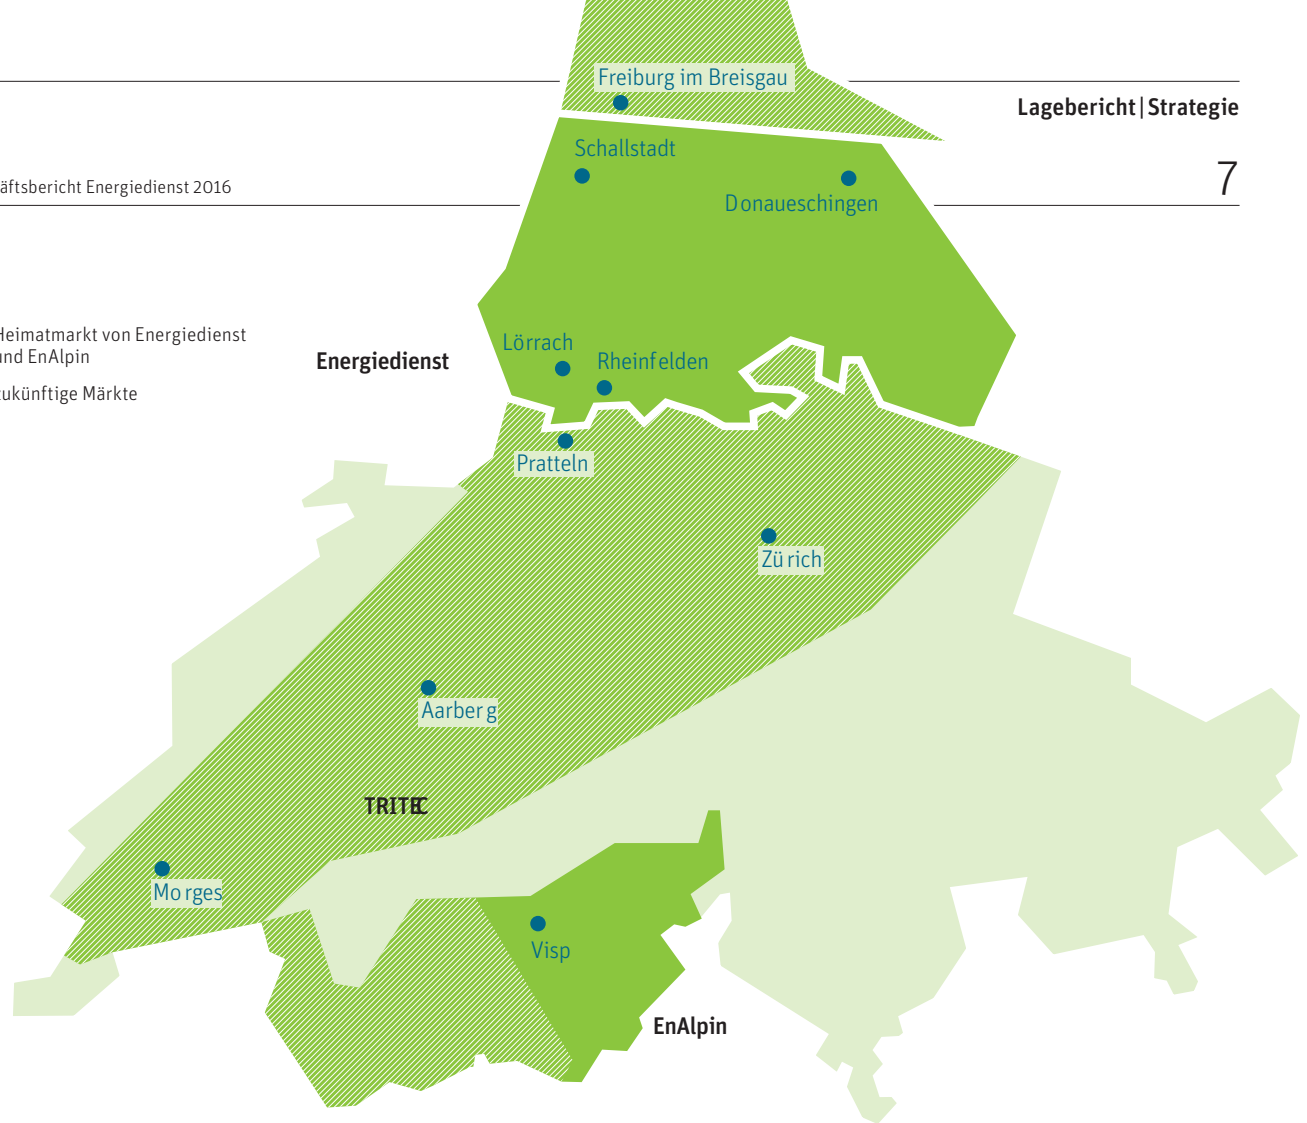 Freiburg im Breisgau
Lagebericht | Strategie
Schallstadt
äftsbericht Energiedienst 2016
7
Donaueschingen
Heimatmarkt von Energiedienst
und EnAlpin
zukünftige Märkte
Energiedienst
Lörrach
Rheinfelden
Pratteln
Zürich
Aarberg
TRITEC
Morges
Visp
EnAlpin